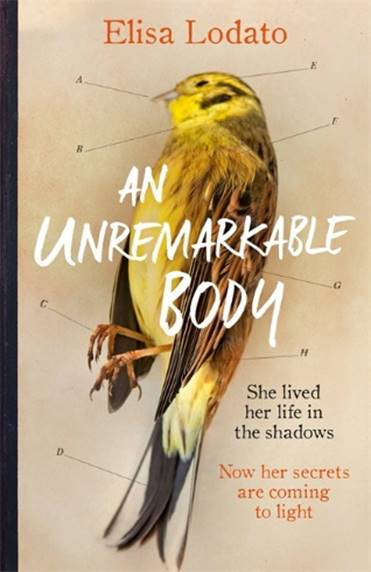 Elisa Lodato
A
E
B
F
AN
UNREMARKABLE
BODY
C
G
H
D
She lived
her life in
the shadows
Now her secrets
are coming
to light